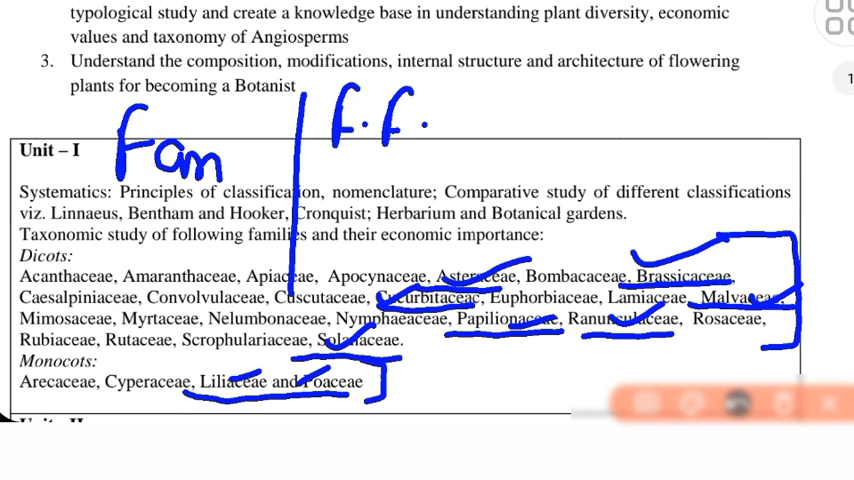 typological study and create a knowledge base in understanding plant diversity, economic
values and taxonomy of Angiosperms
3. Understand the composition, modifications, internal structure and architecture of flowering
plants for becoming a Botanist
Fam F.F.
Unit – I
Systematics: Principles of classification, nomenclature; Comparative study of different classifications
viz. Linnaeus, Bentham and Hooker, Cronquist; Herbarium and Botanical gardens.
Taxonomic study of following families and their economic importance:
Dicots:
Acanthaceae, Amaranthaceae, Apiaceae, Apocynaceae, Asteraceae, Bombacaceae, Brassicaceae,
Caesalpiniaceae, Convolvulaceae, Cuscutaceae, Cucurbitaceac, Euphorbiaceae, Lamiaceae, Malvaceae,
Mimosaceae, Myrtaceae, Nelumbonaceae, Nymphaeaceae, Papilionaceae, Ranunculaceae, Rosaceae,
Rubiaceae, Rutaceae, Scrophulariaceae, Solanaceae.
Monocots:
Arecaceae, Cyperaceae, Liliaceae and Poaceae
1